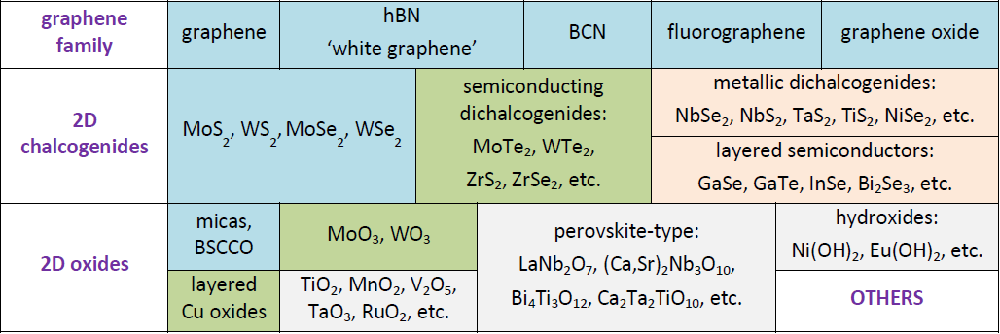 graphene
family
graphene
hBN
‘white graphene’
BCN
fluorographene
graphene oxide
2D
chalcogenides
MoS₂, WS₂, MoSe₂, WSe₂
semiconducting
dichalcogenides:
MoTe₂, WTe₂,
ZrS₂, ZrSe₂, etc.
metallic dichalcogenides:
NbSe₂, NbS₂, TaS₂, TiS₂, NiSe₂, etc.
layered semiconductors:
GaSe, GaTe, InSe, Bi₂Se₃, etc.
2D oxides
micas,
BSCCO
MoO₃, WO₃
layered
Cu oxides
TiO₂, MnO₂, V₂O₅,
TaO₃, RuO₂, etc.
perovskite-type:
LaNb₂O₇, (Ca,Sr)₂Nb₃O₁₀,
Bi₄Ti₃O₁₂, Ca₂Ta₂TiO₁₀, etc.
hydroxides:
Ni(OH)₂, Eu(OH)₂, etc.
OTHERS